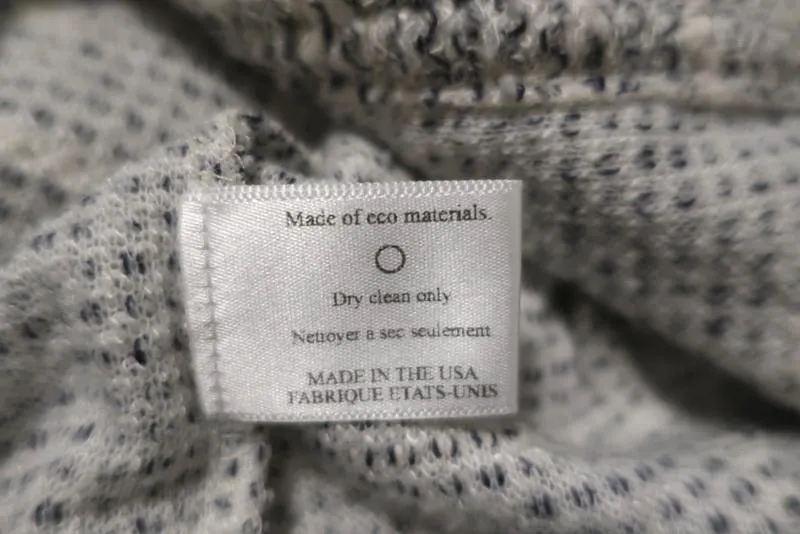 Made of eco materials.
Dry clean only
Nettoyer a sec seulement
MADE IN THE USA
FABRIQUE ETATS-UNIS